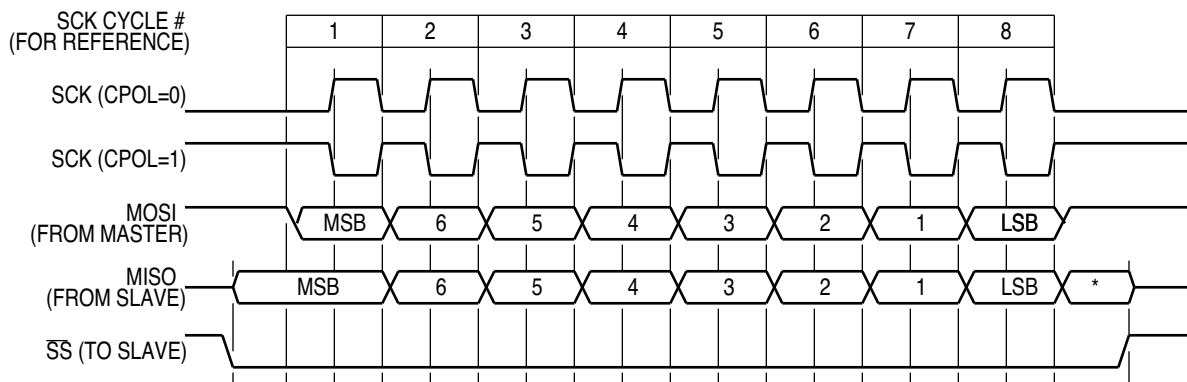 SCK CYCLE #
(FOR REFERENCE)
1 2 3 4 5 6 7 8
SCK (CPOL=0)
SCK (CPOL=1)
MOSI
(FROM MASTER)
MSB 6 5 4 3 2 1 LSB
MISO
(FROM SLAVE)
MSB 6 5 4 3 2 1 LSB *
S̅S̅ (TO SLAVE)